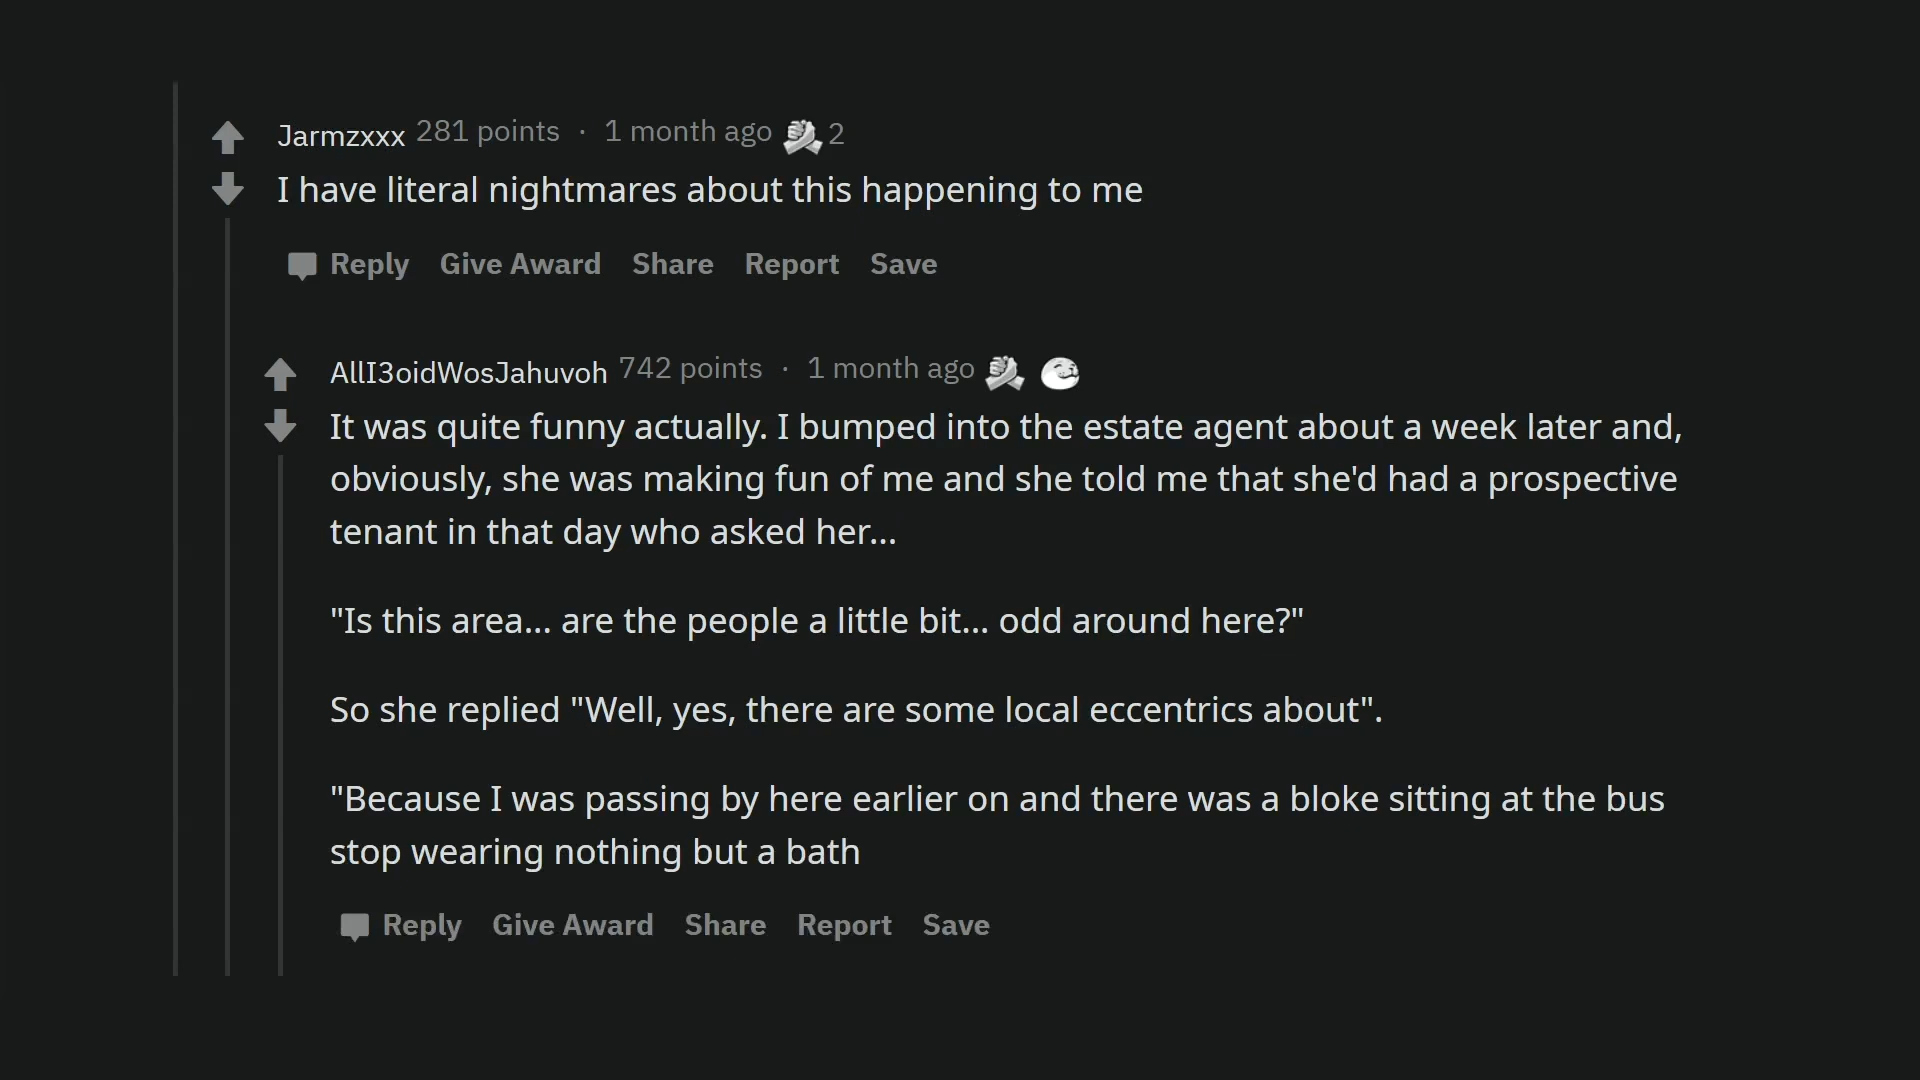 Jarmzxxx 281 points · 1 month ago 2
I have literal nightmares about this happening to me
Reply Give Award Share Report Save
AllI3oidWosJahuvoh 742 points · 1 month ago
It was quite funny actually. I bumped into the estate agent about a week later and,
obviously, she was making fun of me and she told me that she'd had a prospective
tenant in that day who asked her...
"Is this area... are the people a little bit... odd around here?"
So she replied "Well, yes, there are some local eccentrics about".
"Because I was passing by here earlier on and there was a bloke sitting at the bus
stop wearing nothing but a bath
Reply Give Award Share Report Save